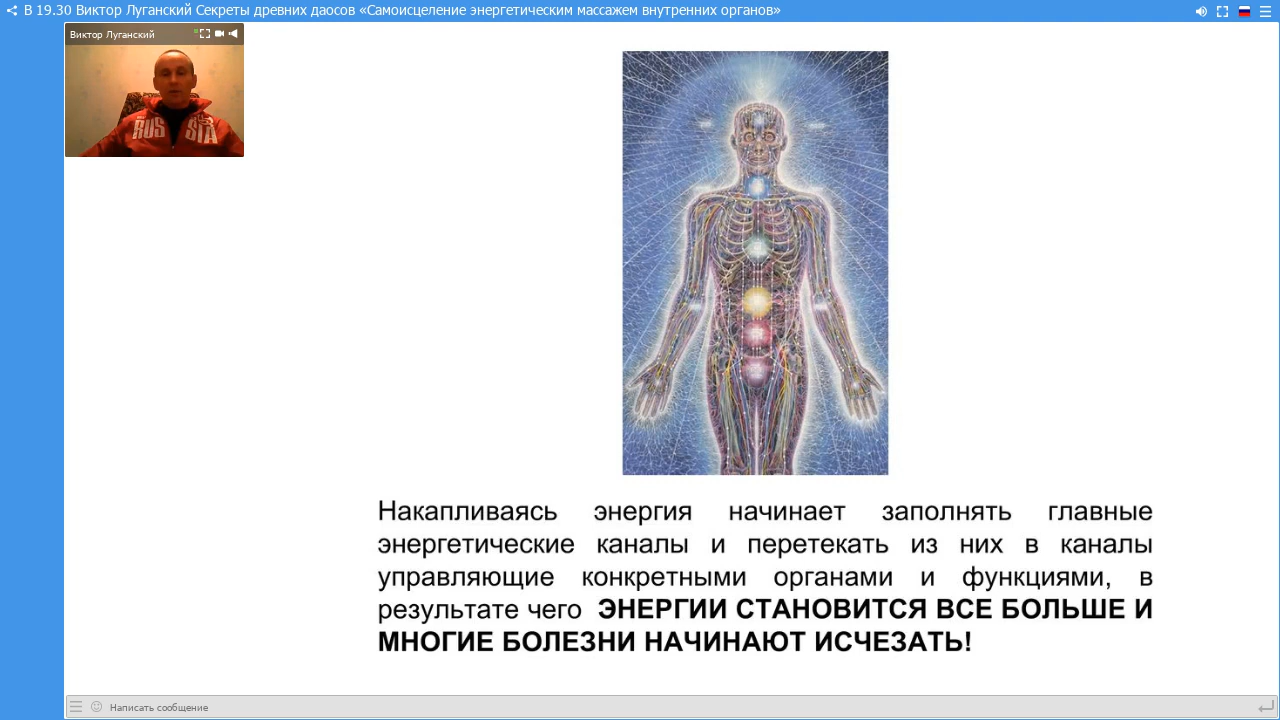 В 19.30 Виктор Луганский Секреты древних даосов «Самоисцеление энергетическим массажем внутренних органов»
Виктор Луганский
RUS SIA
Накапливаясь энергия начинает заполнять главные
энергетические каналы и перетекать из них в каналы
управляющие конкретными органами и функциями, в
результате чего ЭНЕРГИИ СТАНОВИТСЯ ВСЕ БОЛЬШЕ И
МНОГИЕ БОЛЕЗНИ НАЧИНАЮТ ИСЧЕЗАТЬ!
Написать сообщение